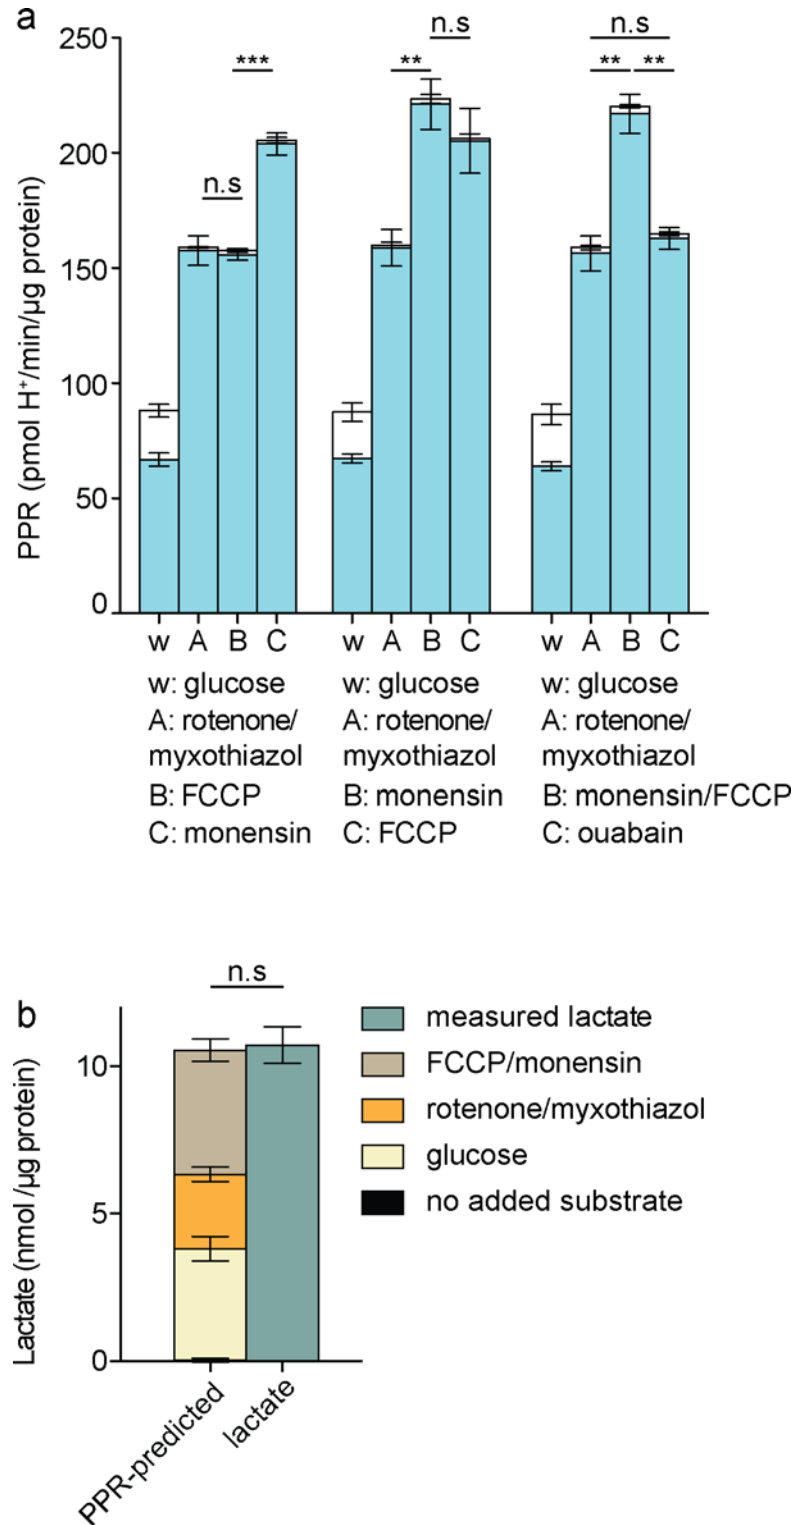 a
n.s
n.s
***
**
**
**
n.s
250
200
150
100
50
0
PPR (pmol H⁺/min/µg protein)
w A B C
w A B C
w A B C
w: glucose
A: rotenone/
myxothiazol
B: FCCP
C: monensin
w: glucose
A: rotenone/
myxothiazol
B: monensin
C: FCCP
w: glucose
A: rotenone/
myxothiazol
B: monensin/FCCP
C: ouabain
b
n.s
10
5
0
Lactate (nmol /µg protein)
PPR-predicted
lactate
measured lactate
FCCP/monensin
rotenone/myxothiazol
glucose
no added substrate